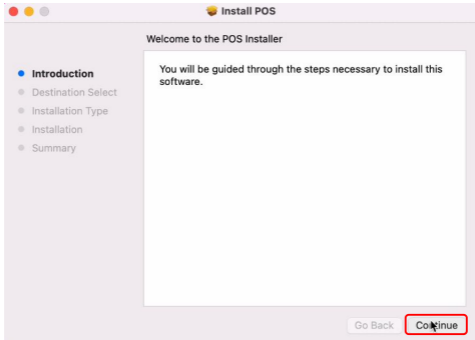 Install POS
Welcome to the POS Installer
Introduction
Destination Select
Installation Type
Installation
Summary
You will be guided through the steps necessary to install this
software.
Go Back
Continue